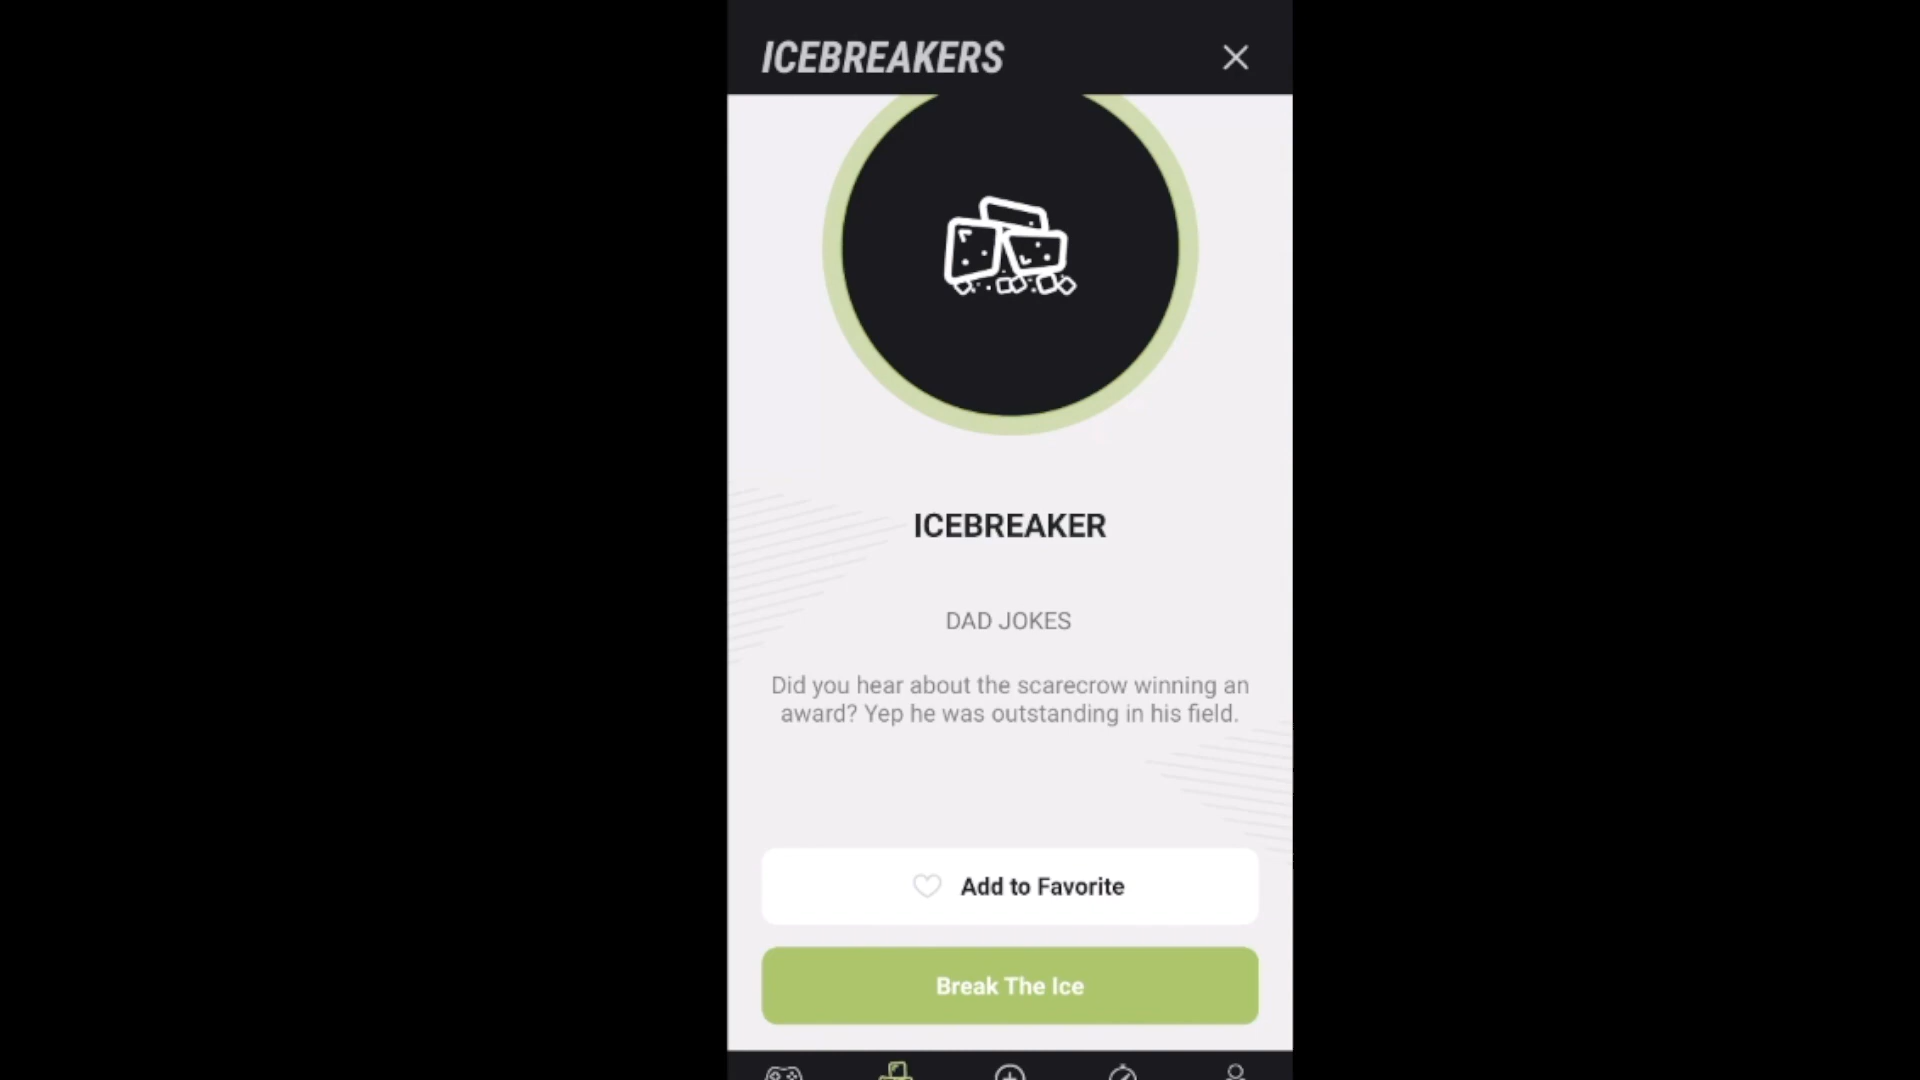 ICEBREAKERS
ICEBREAKER
DAD JOKES
Did you hear about the scarecrow winning an
award? Yep he was outstanding in his field.
Add to Favorite
Break The Ice